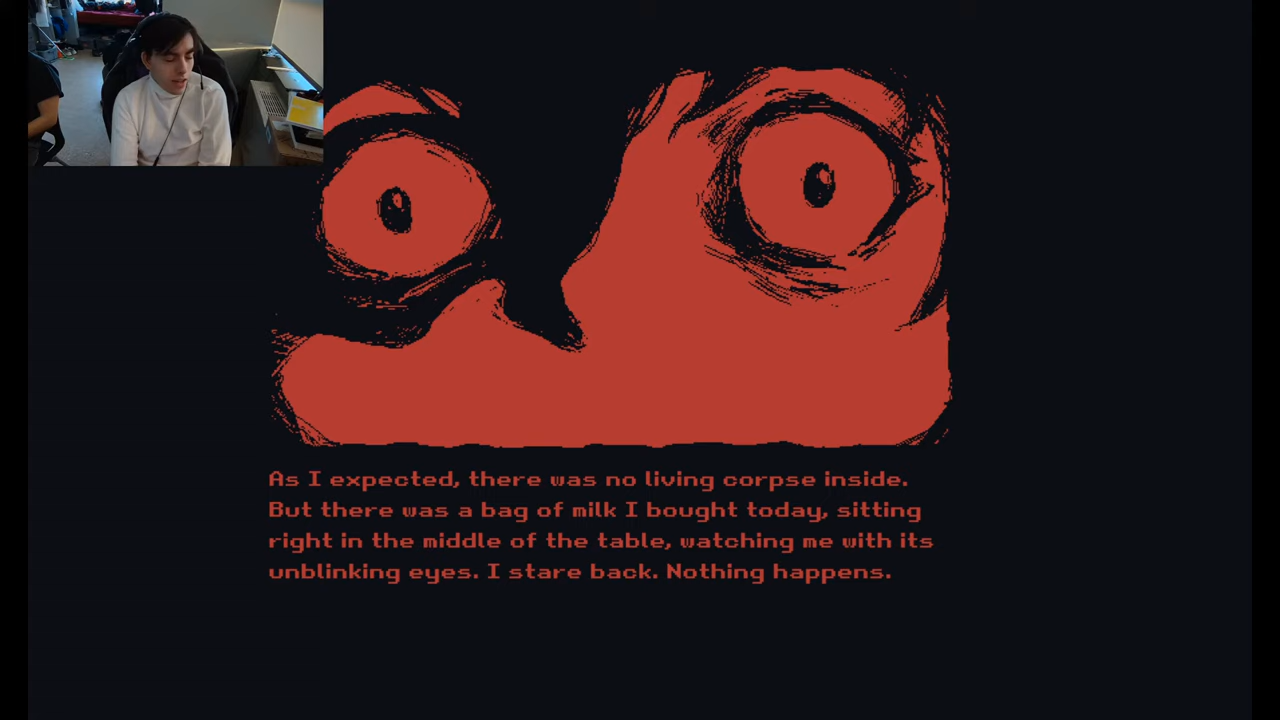 As I expected, there was no living corpse inside.
But there was a bag of milk I bought today, sitting
right in the middle of the table, watching me with its
unblinking eyes. I stare back. Nothing happens.